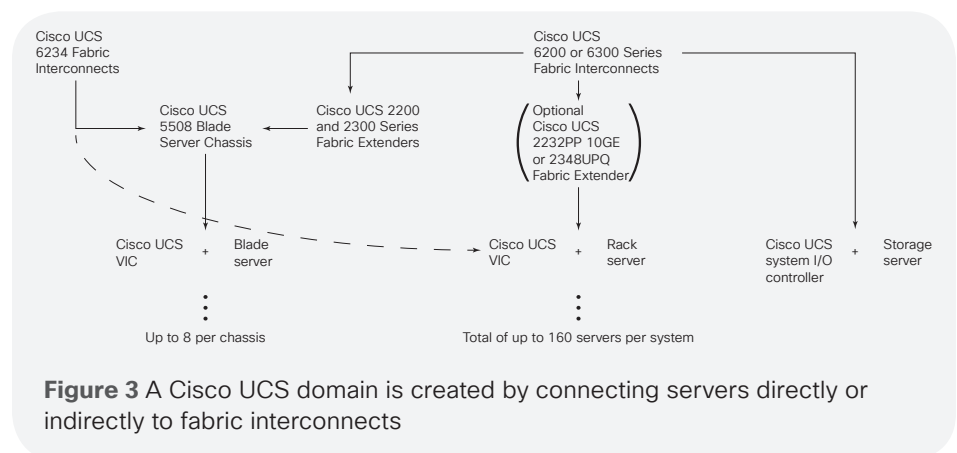 Cisco UCS
6234 Fabric
Interconnects
Cisco UCS
6200 or 6300 Series
Fabric Interconnects
Cisco UCS
5508 Blade
Server Chassis
Cisco UCS 2200
and 2300 Series
Fabric Extenders
Optional
Cisco UCS
2232PP 10GE
or 2348UPQ
Fabric Extender
Cisco UCS
VIC
+
Blade
server
Cisco UCS
VIC
+
Rack
server
Cisco UCS
system I/O
controller
+
Storage
server
Up to 8 per chassis
Total of up to 160 servers per system
Figure 3 A Cisco UCS domain is created by connecting servers directly or
indirectly to fabric interconnects